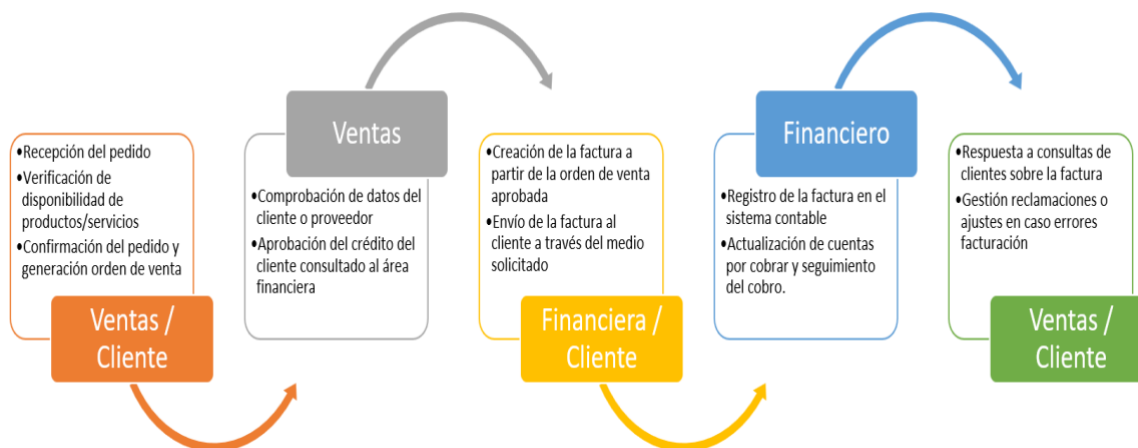 •Recepción del pedido
•Verificación de
disponibilidad de
productos/servicios
•Confirmación del pedido y
generación orden de venta
Ventas /
Cliente
Ventas
•Comprobación de datos del
cliente o proveedor
•Aprobación del crédito del
cliente consultado al área
financiera
•Creación de la factura a
partir de la orden de venta
aprobada
•Envío de la factura al
cliente a través del medio
solicitado
Financiera /
Cliente
Financiero
•Registro de la factura en el
sistema contable
•Actualización de cuentas
por cobrar y seguimiento
del cobro.
•Respuesta a consultas de
clientes sobre la factura
•Gestión reclamaciones o
ajustes en caso errores
facturación
Ventas /
Cliente